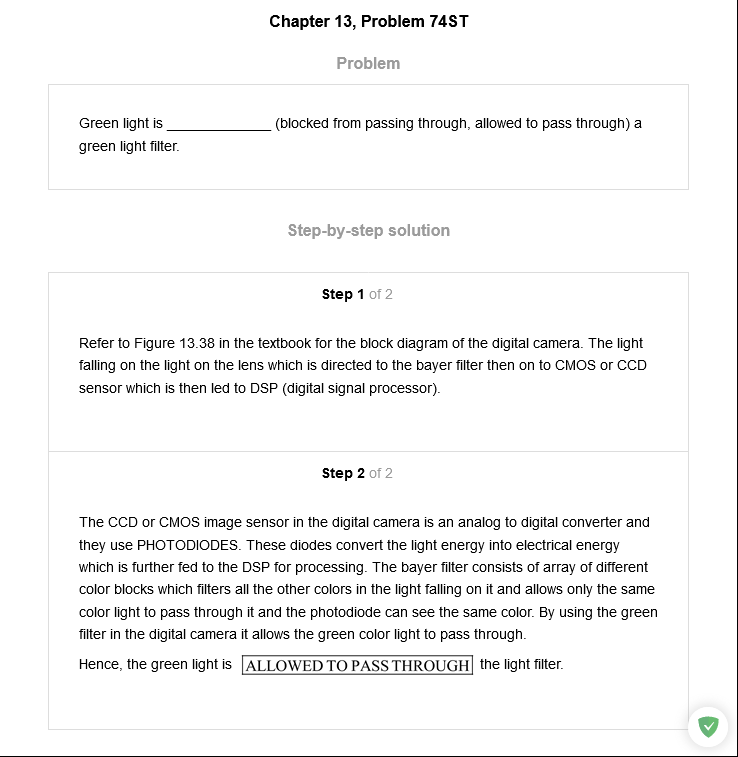 Chapter 13, Problem 74ST
Problem
Green light is ______________ (blocked from passing through, allowed to pass through) a
green light filter.
Step-by-step solution
Step 1 of 2
Refer to Figure 13.38 in the textbook for the block diagram of the digital camera. The light
falling on the light on the lens which is directed to the bayer filter then on to CMOS or CCD
sensor which is then led to DSP (digital signal processor).
Step 2 of 2
The CCD or CMOS image sensor in the digital camera is an analog to digital converter and
they use PHOTODIODES. These diodes convert the light energy into electrical energy
which is further fed to the DSP for processing. The bayer filter consists of array of different
color blocks which filters all the other colors in the light falling on it and allows only the same
color light to pass through it and the photodiode can see the same color. By using the green
filter in the digital camera it allows the green color light to pass through.
Hence, the green light is ALLOWED TO PASS THROUGH the light filter.